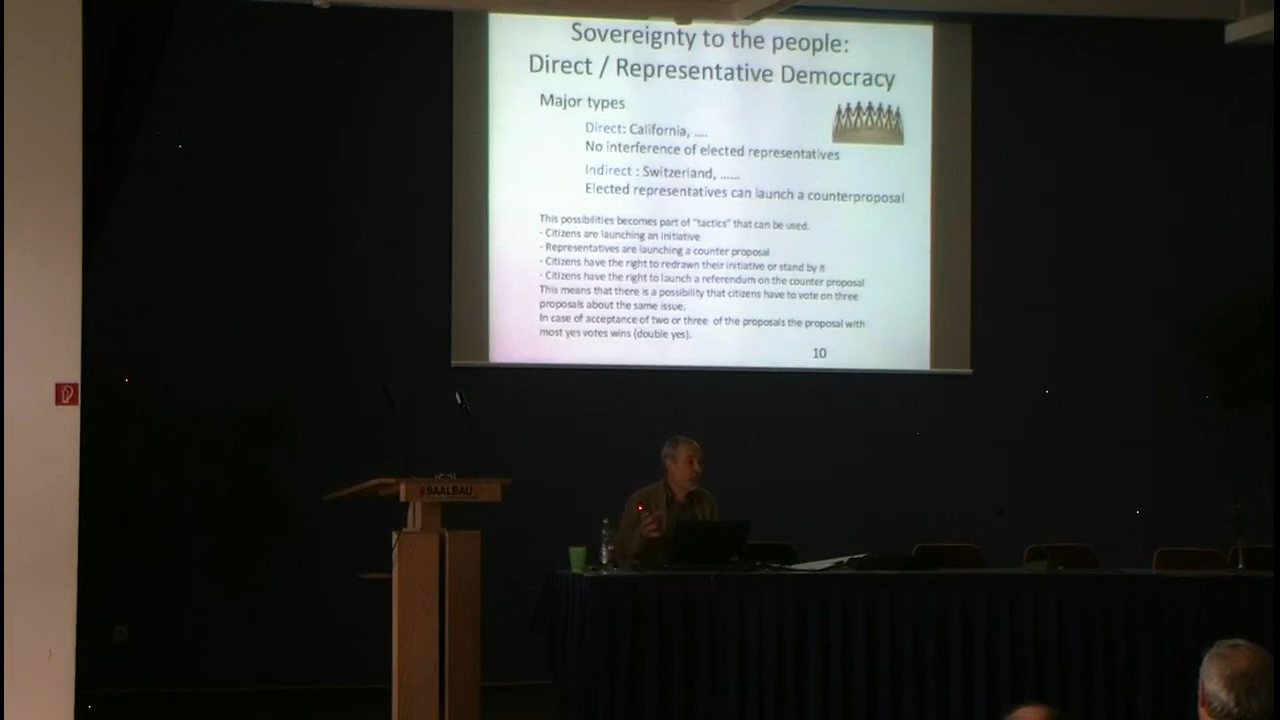 Sovereignty to the people:
Direct / Representative Democracy
Major types
Direct: California, ....
No interference of elected representatives
Indirect : Switzerland, ......
Elected representatives can launch a counterproposal
This possibilities becomes part of "tactics" that can be used.
- Citizens are launching an initiative
- Representatives are launching a counter proposal
- Citizens have the right to redrawn their initiative or stand by it
- Citizens have the right to launch a referendum on the counter proposal
This means that there is a possibility that citizens have to vote on three
proposals about the same issue.
In case of acceptance of two or three of the proposals the proposal with
most yes votes wins (double yes).
10
SAALBAU